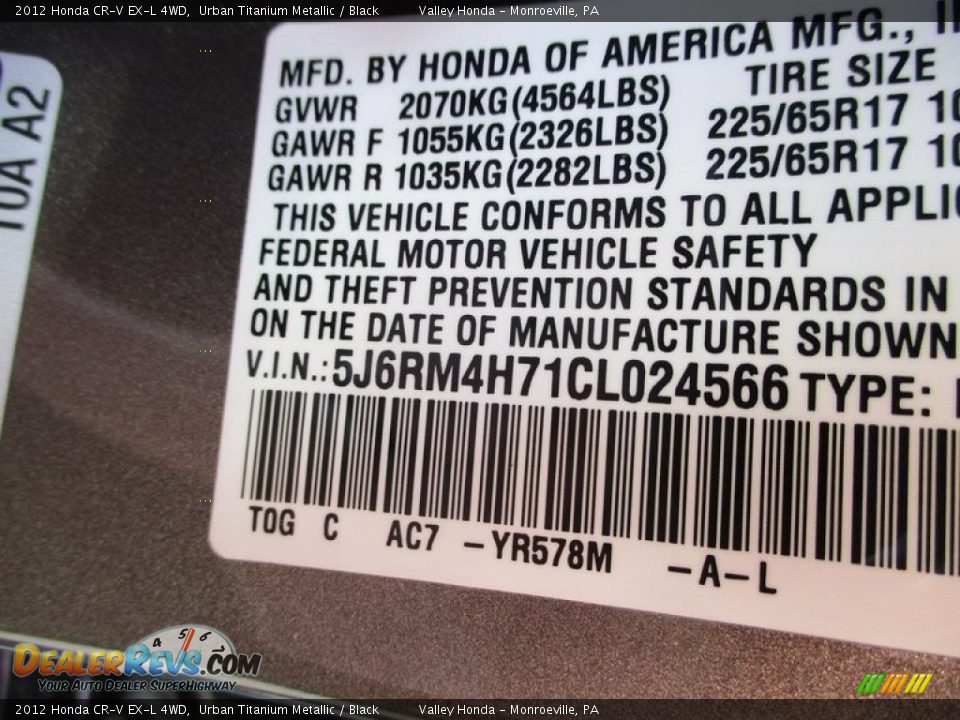 2012 Honda CR-V EX-L 4WD, Urban Titanium Metallic / Black Valley Honda - Monroeville, PA
10A A2
MFD. BY HONDA OF AMERICA MFG.,
TIRE SIZE
GVWR 2070KG(4564LBS)
GAWR F 1055KG(2326LBS) 225/65R17
GAWR R 1035KG(2282LBS) 225/65R17
THIS VEHICLE CONFORMS TO ALL APPLIC
FEDERAL MOTOR VEHICLE SAFETY
AND THEFT PREVENTION STANDARDS IN
ON THE DATE OF MANUFACTURE SHOWN
V.I.N.:5J6RM4H71CL024566 TYPE:
TOG C AC7 -YR578M -A-L
4 5 6
DEALERREVS.COM
YOUR AUTO DEALER SUPERHIGHWAY
2012 Honda CR-V EX-L 4WD, Urban Titanium Metallic / Black Valley Honda - Monroeville, PA